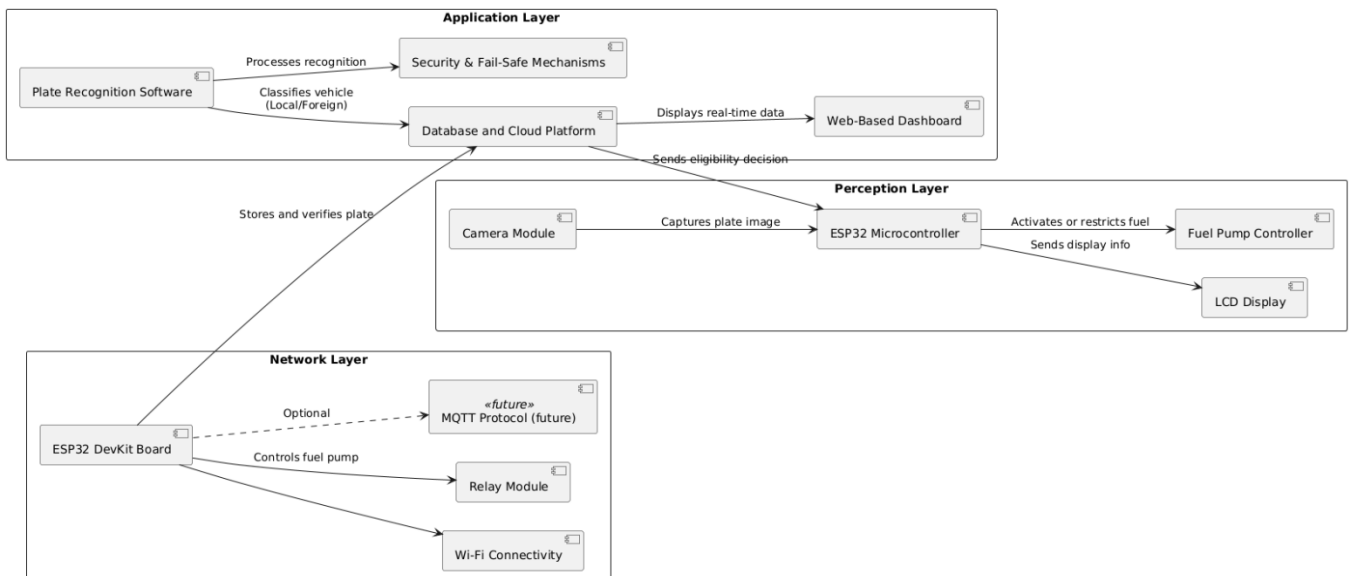 Application Layer
Processes recognition
Security & Fail-Safe Mechanisms
Plate Recognition Software
Classifies vehicle
(Local/Foreign)
Displays real-time data
Web-Based Dashboard
Database and Cloud Platform
Sends eligibility decision
Perception Layer
Stores and verifies plate
Camera Module
Captures plate image
ESP32 Microcontroller
Activates or restricts fuel
Fuel Pump Controller
Sends display info
LCD Display
Network Layer
«future»
MQTT Protocol (future)
Optional
ESP32 DevKit Board
Controls fuel pump
Relay Module
Wi-Fi Connectivity